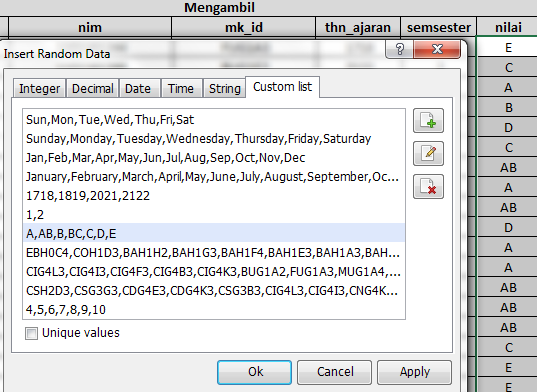 Mengambil
nim mk_id thn_ajaran semsester nilai
Insert Random Data
?
Integer Decimal Date Time String Custom list
Sun,Mon,Tue,Wed,Thu,Fri,Sat
Sunday,Monday,Tuesday,Wednesday,Thursday,Friday,Saturday
Jan,Feb,Mar,Apr,May,Jun,Jul,Aug,Sep,Oct,Nov,Dec
January,February,March,April,May,June,July,August,September,Oc...
1718,1819,2021,2122
1,2
A,AB,B,BC,C,D,E
EBH0C4,COH1D3,BAH1H2,BAH1G3,BAH1F4,BAH1E3,BAH1A3,BAH...
CIG4L3,CIG4I3,CIG4F3,CIG4B3,CIG4K3,BUG1A2,FUG1A3,MUG1A4,...
CSH2D3,CSG3G3,CDG4E3,CDG4K3,CSG3B3,CIG4L3,CIG4I3,CNG4K...
4,5,6,7,8,9,10
Unique values
Ok Cancel Apply
E
C
A
B
D
C
AB
A
AB
D
A
A
AB
AB
AB
C
E
E